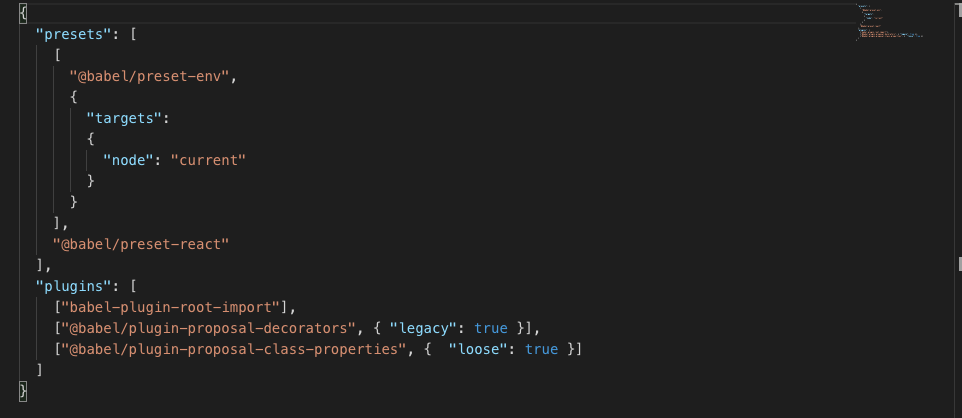 {
  "presets": [
    [
      "@babel/preset-env",
      {
        "targets":
        {
          "node": "current"
        }
      }
    ],
    "@babel/preset-react"
  ],
  "plugins": [
    ["babel-plugin-root-import"],
    ["@babel/plugin-proposal-decorators", { "legacy": true }],
    ["@babel/plugin-proposal-class-properties", {  "loose": true }]
  ]
}